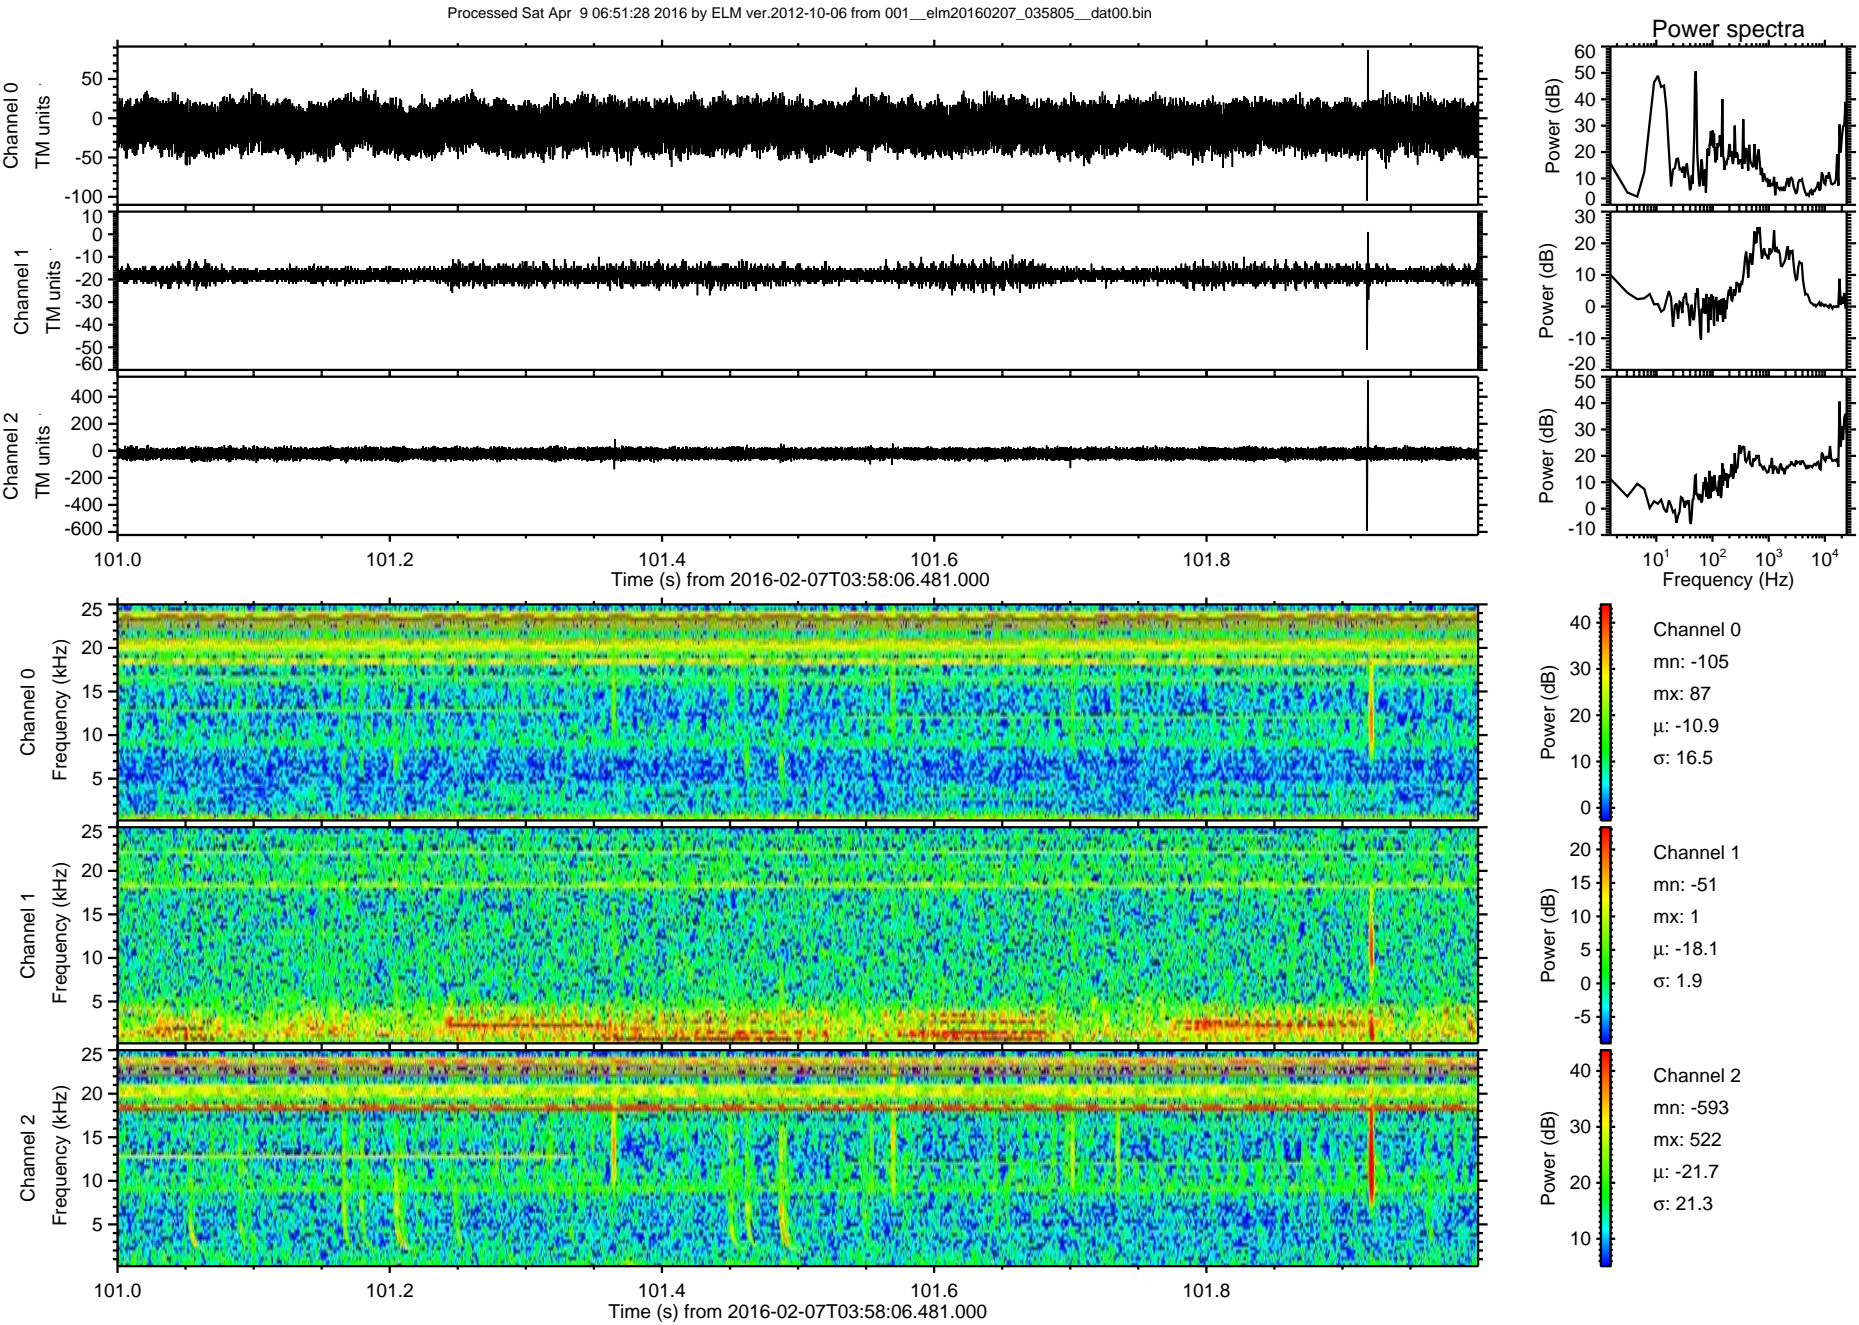 Processed Sat Apr  9 06:51:28 2016 by ELM ver.2012-10-06 from 001__elm20160207_035805__dat00.bin
Power spectra
Channel 0
TM units
50
0
-50
-100
Power (dB)
60
50
40
30
20
10
0
Channel 1
TM units
10
0
-10
-20
-30
-40
-50
-60
Power (dB)
30
20
10
0
-10
-20
Channel 2
TM units
400
200
0
-200
-400
-600
Power (dB)
50
40
30
20
10
0
-10
101.0 101.2 101.4 101.6 101.8
Time (s) from 2016-02-07T03:58:06.481.000
10¹ 10² 10³ 10⁴
Frequency (Hz)
Channel 0
Frequency (kHz)
25
20
15
10
5
Power (dB)
40
30
20
10
0
Channel 0
mn: -105
mx: 87
μ: -10.9
σ: 16.5
Channel 1
Frequency (kHz)
25
20
15
10
5
Power (dB)
20
15
10
5
0
-5
Channel 1
mn: -51
mx: 1
μ: -18.1
σ: 1.9
Channel 2
Frequency (kHz)
25
20
15
10
5
Power (dB)
40
30
20
10
Channel 2
mn: -593
mx: 522
μ: -21.7
σ: 21.3
101.0 101.2 101.4 101.6 101.8
Time (s) from 2016-02-07T03:58:06.481.000